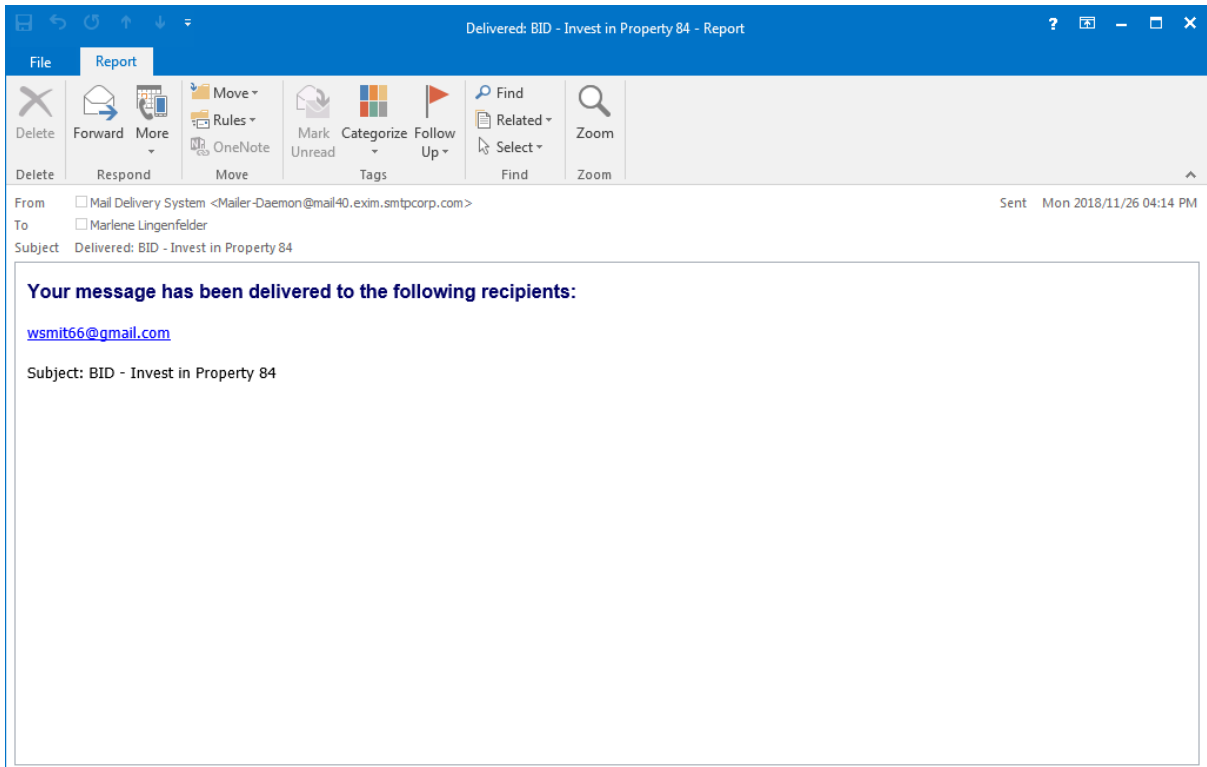 Delivered: BID - Invest in Property 84 - Report
?
File Report
Delete
Forward
More
Move
Rules
OneNote
Mark Unread
Categorize
Follow Up
Find
Related
Select
Zoom
Delete Respond Move Tags Find Zoom
From Mail Delivery System <Mailer-Daemon@mail40.exim.smtpcorp.com> Sent Mon 2018/11/26 04:14 PM
To Marlene Lingenfelder
Subject Delivered: BID - Invest in Property 84
Your message has been delivered to the following recipients:
wsmit66@gmail.com
Subject: BID - Invest in Property 84